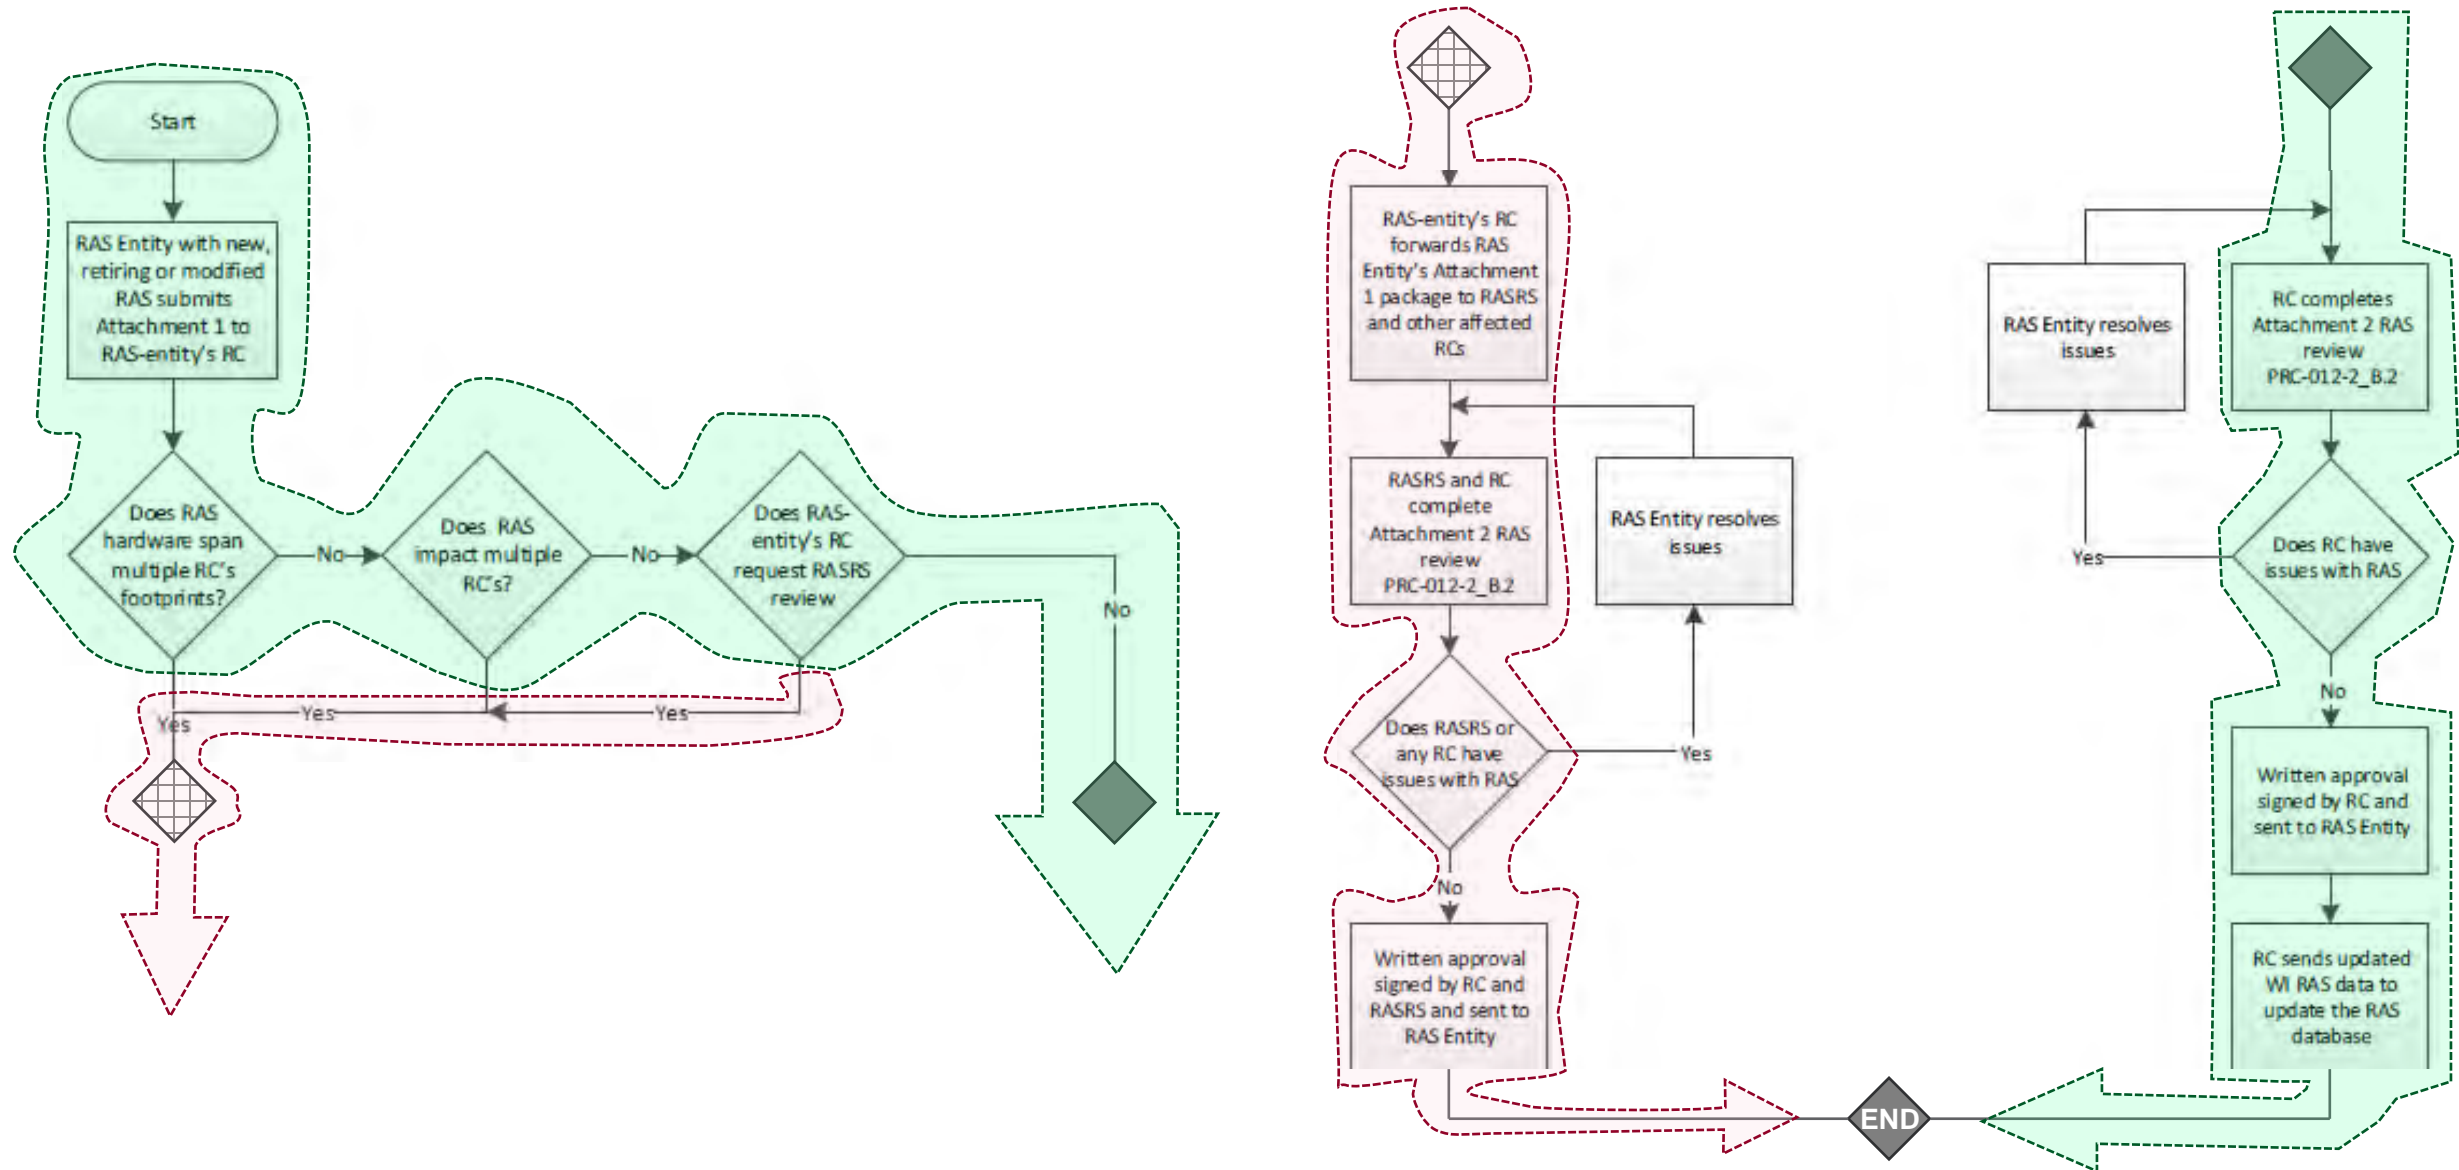 Start
RAS Entity with new,
retiring or modified
RAS submits
Attachment 1 to
RAS-entity's RC
Does RAS
hardware span
multiple RC's
footprints?
No
Does RAS
impact multiple
RC's?
No
Does RAS-
entity's RC
request RASRS
review
No
Yes
Yes
Yes
RAS-entity's RC
forwards RAS
Entity's Attachment
1 package to RASRS
and other affected
RCs
RASRS and RC
complete
Attachment 2 RAS
review
PRC-012-2_B.2
RAS Entity resolves
issues
Does RASRS or
any RC have
issues with RAS
Yes
No
Written approval
signed by RC and
RASRS and sent to
RAS Entity
END
RAS Entity resolves
issues
RC completes
Attachment 2 RAS
review
PRC-012-2_B.2
Yes
Does RC have
issues with RAS
No
Written approval
signed by RC and
sent to RAS Entity
RC sends updated
WI RAS data to
update the RAS
database